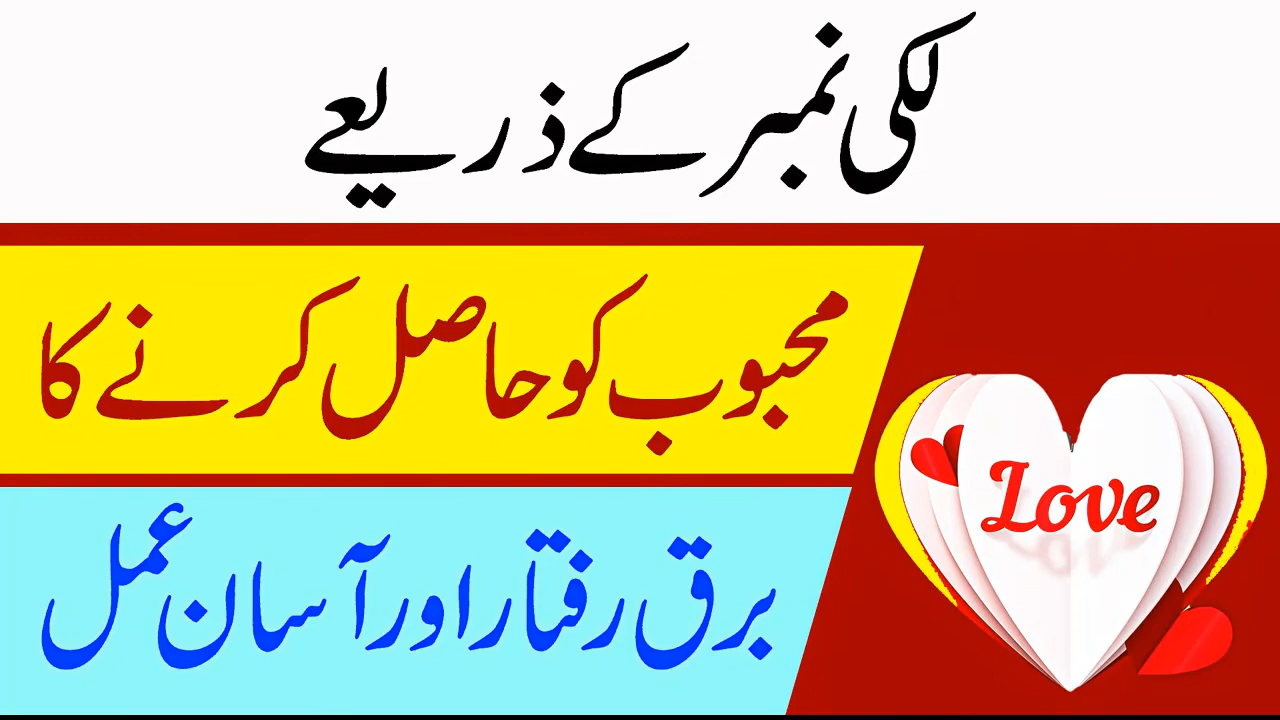 لکی نمبر کے ذریعے
محبوب کو حاصل کرنے کا
برق رفتار اور آسان عمل
Love